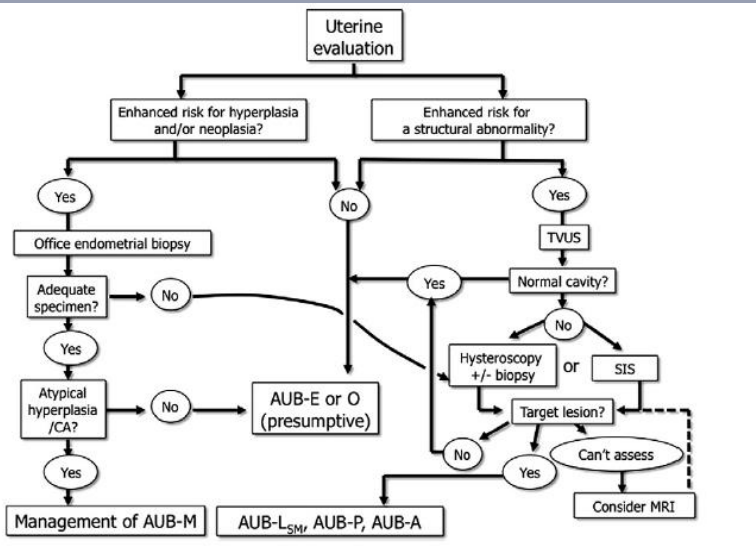 Uterine
evaluation
Enhanced risk for hyperplasia
and/or neoplasia?
Enhanced risk for
a structural abnormality?
Yes
No
Yes
Office endometrial biopsy
TVUS
Adequate
specimen?
No
Yes
Normal cavity?
No
Yes
Hysteroscopy
+/- biopsy
or
SIS
Atypical
hyperplasia
/CA?
No
AUB-E or O
(presumptive)
Target lesion?
No
Yes
Can't assess
Yes
Consider MRI
Management of AUB-M
AUB-LSM, AUB-P, AUB-A